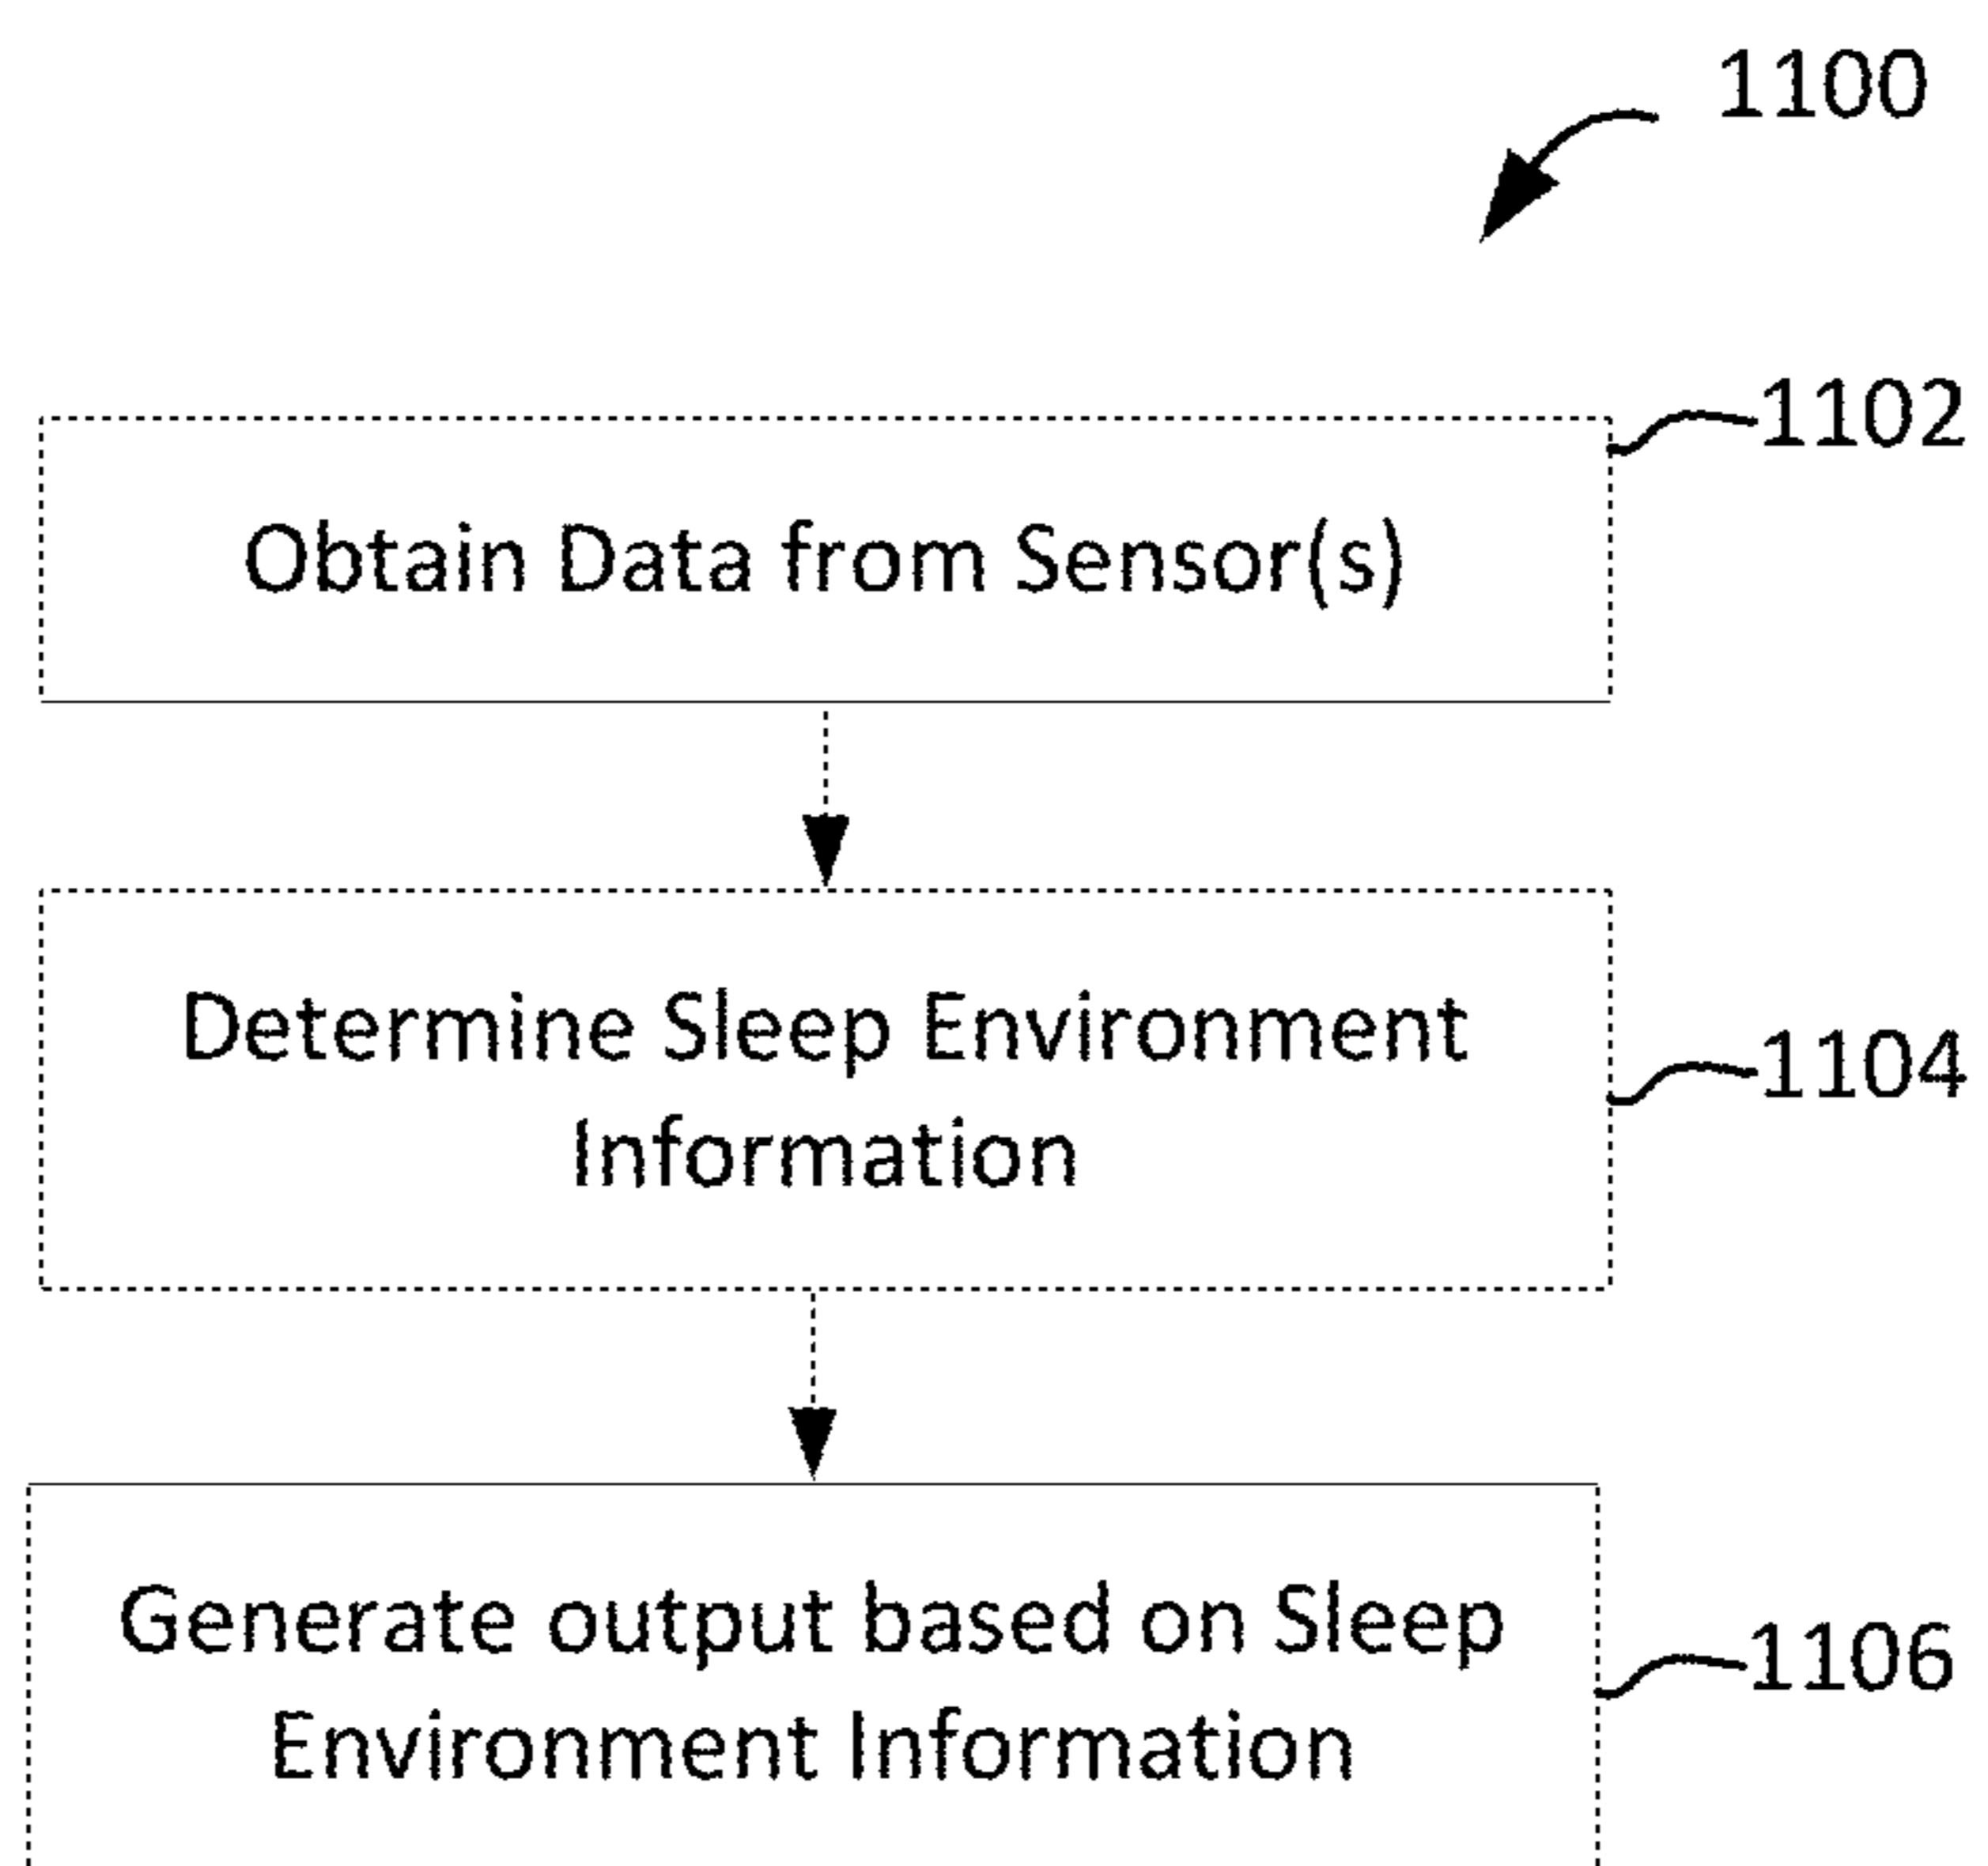 1100
1102
Obtain Data from Sensor(s)
Determine Sleep Environment
Information
1104
Generate output based on Sleep
Environment Information
1106